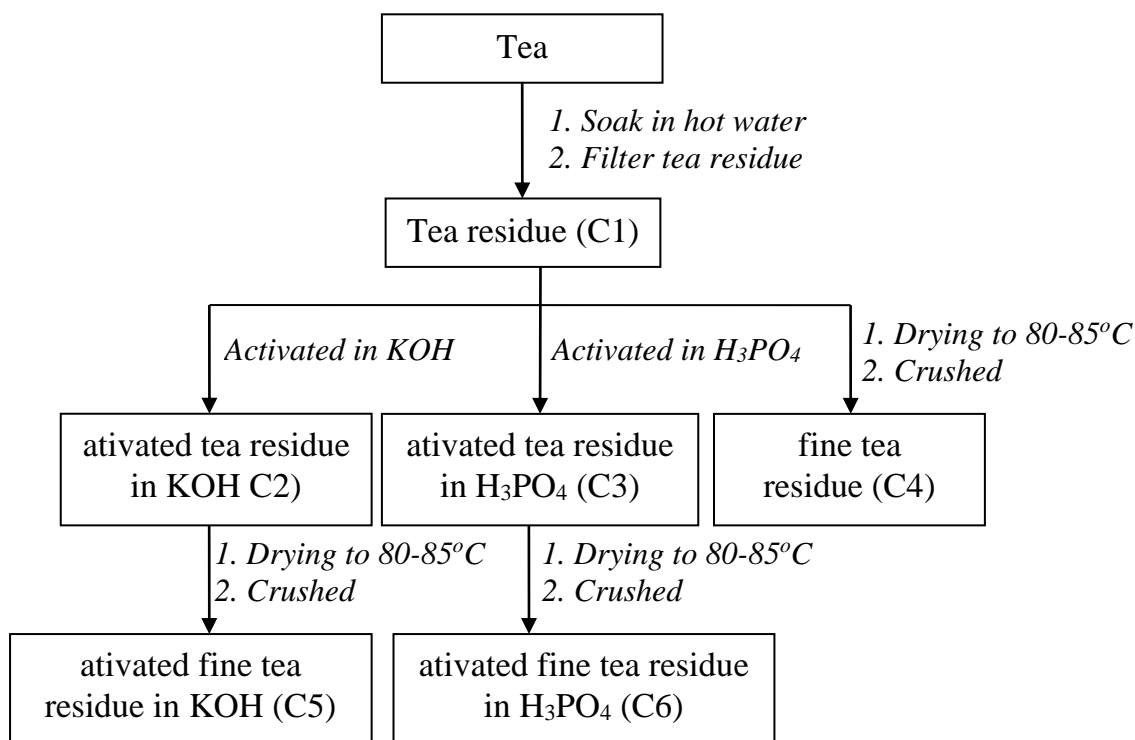 Tea
1. Soak in hot water
2. Filter tea residue
Tea residue (C1)
Activated in KOH
Activated in H₃PO₄
1. Drying to 80-85ºC
2. Crushed
ativated tea residue
in KOH C2)
ativated tea residue
in H₃PO₄ (C3)
fine tea
residue (C4)
1. Drying to 80-85ºC
2. Crushed
1. Drying to 80-85ºC
2. Crushed
ativated fine tea
residue in KOH (C5)
ativated fine tea residue
in H₃PO₄ (C6)